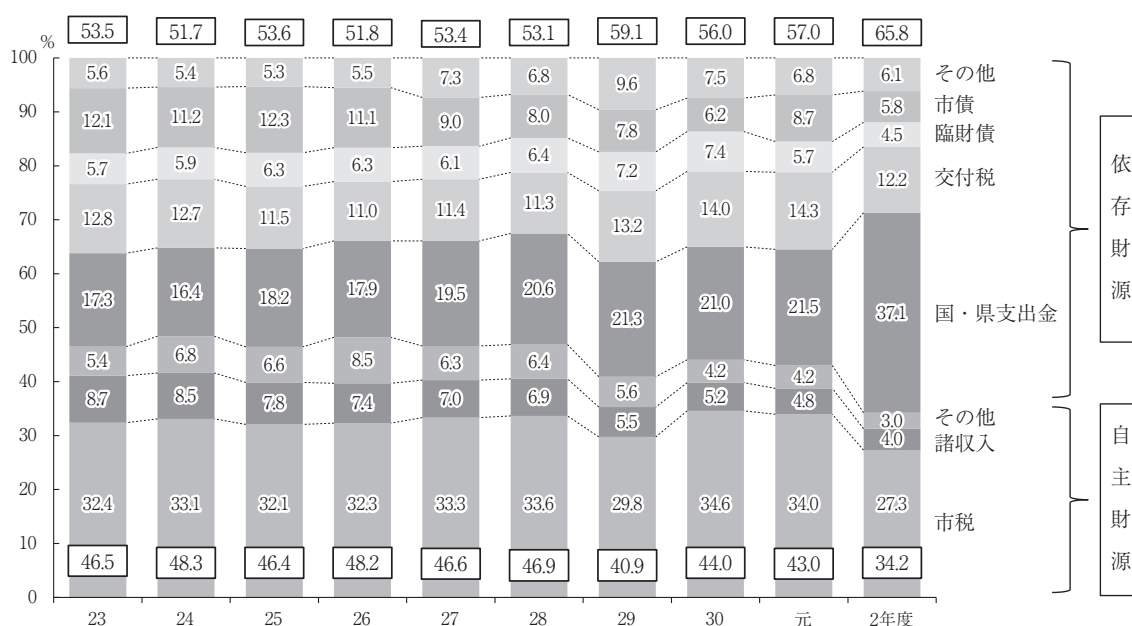 53.5 51.7 53.6 51.8 53.4 53.1 59.1 56.0 57.0 65.8
%
100
90
80
70
60
50
40
30
20
10
0
5.6 5.4 5.3 5.5 7.3 6.8 9.6 7.5 6.8 6.1 その他
12.1 11.2 12.3 11.1 9.0 8.0 7.8 6.2 8.7 5.8 市債
5.7 5.9 6.3 6.3 6.1 6.4 7.2 7.4 5.7 4.5 臨財債
12.8 12.7 11.5 11.0 11.4 11.3 13.2 14.0 14.3 12.2 交付税
17.3 16.4 18.2 17.9 19.5 20.6 21.3 21.0 21.5 37.1 国・県支出金
5.4 6.8 6.6 8.5 6.3 6.4 5.6 4.2 4.2 3.0 その他
8.7 8.5 7.8 7.4 7.0 6.9 5.5 5.2 4.8 4.0 諸収入
32.4 33.1 32.1 32.3 33.3 33.6 29.8 34.6 34.0 27.3 市税
46.5 48.3 46.4 48.2 46.6 46.9 40.9 44.0 43.0 34.2
23 24 25 26 27 28 29 30 元 2年度
依存財源
自主財源